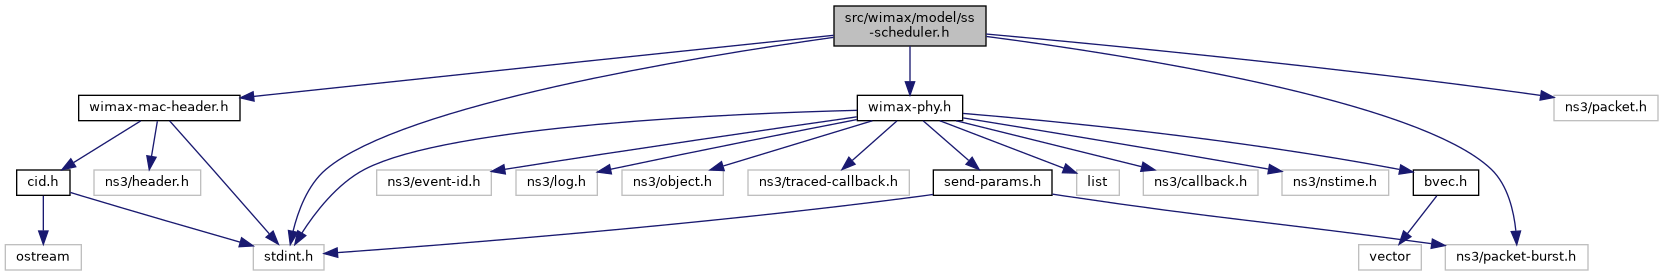 src/wimax/model/ss
-scheduler.h
wimax-mac-header.h
wimax-phy.h
ns3/packet.h
cid.h
ns3/header.h
ns3/event-id.h
ns3/log.h
ns3/object.h
ns3/traced-callback.h
send-params.h
list
ns3/callback.h
ns3/nstime.h
bvec.h
ostream
stdint.h
vector
ns3/packet-burst.h